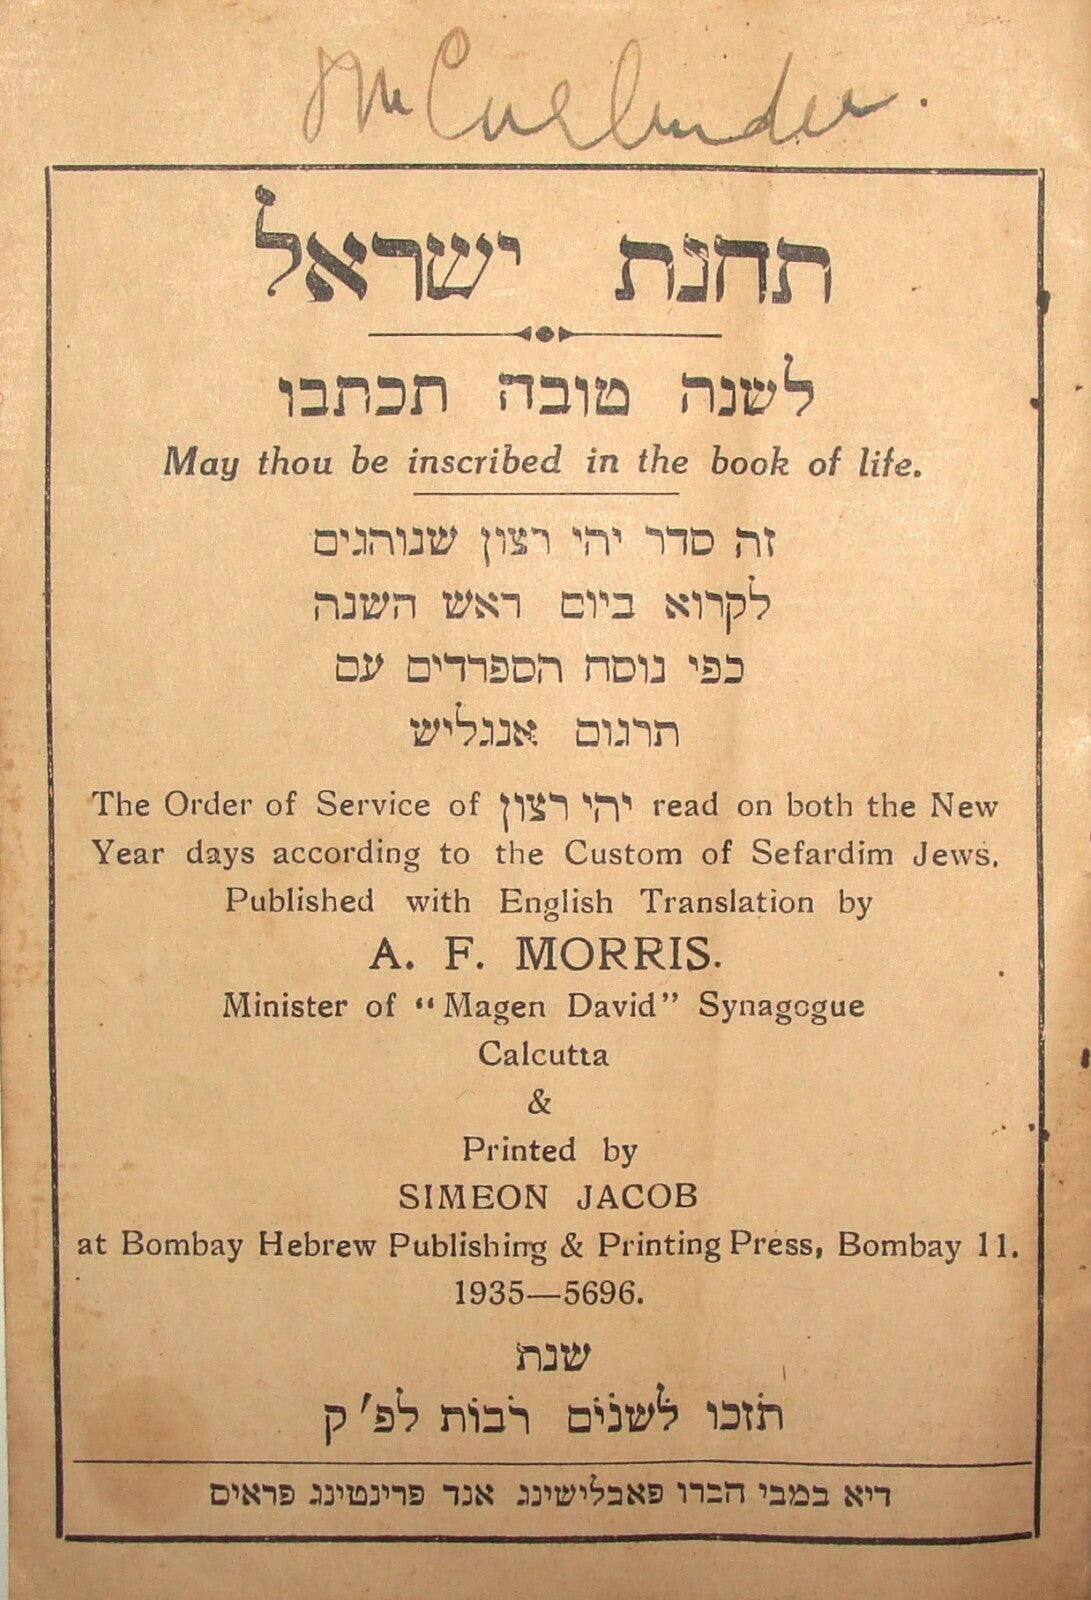 תחנת ישראל
לשנה טובה תכתבו
May thou be inscribed in the book of life.
זה סדר יהי רצון שנוהגים
לקרוא ביום ראש השנה
כפי נוסח הספרדים עם
תרגום אנגליש
The Order of Service of יהי רצון read on both the New
Year days according to the Custom of Sefardim Jews.
Published with English Translation by
A. F. MORRIS.
Minister of “Magen David” Synagogue
Calcutta
&
Printed by
SIMEON JACOB
at Bombay Hebrew Publishing & Printing Press, Bombay 11.
1935—5696.
שנת
תזכו לשנים רבות לפ'ק
דיא במבי הברו פאבלישינג אנד פרינטינג פראיס